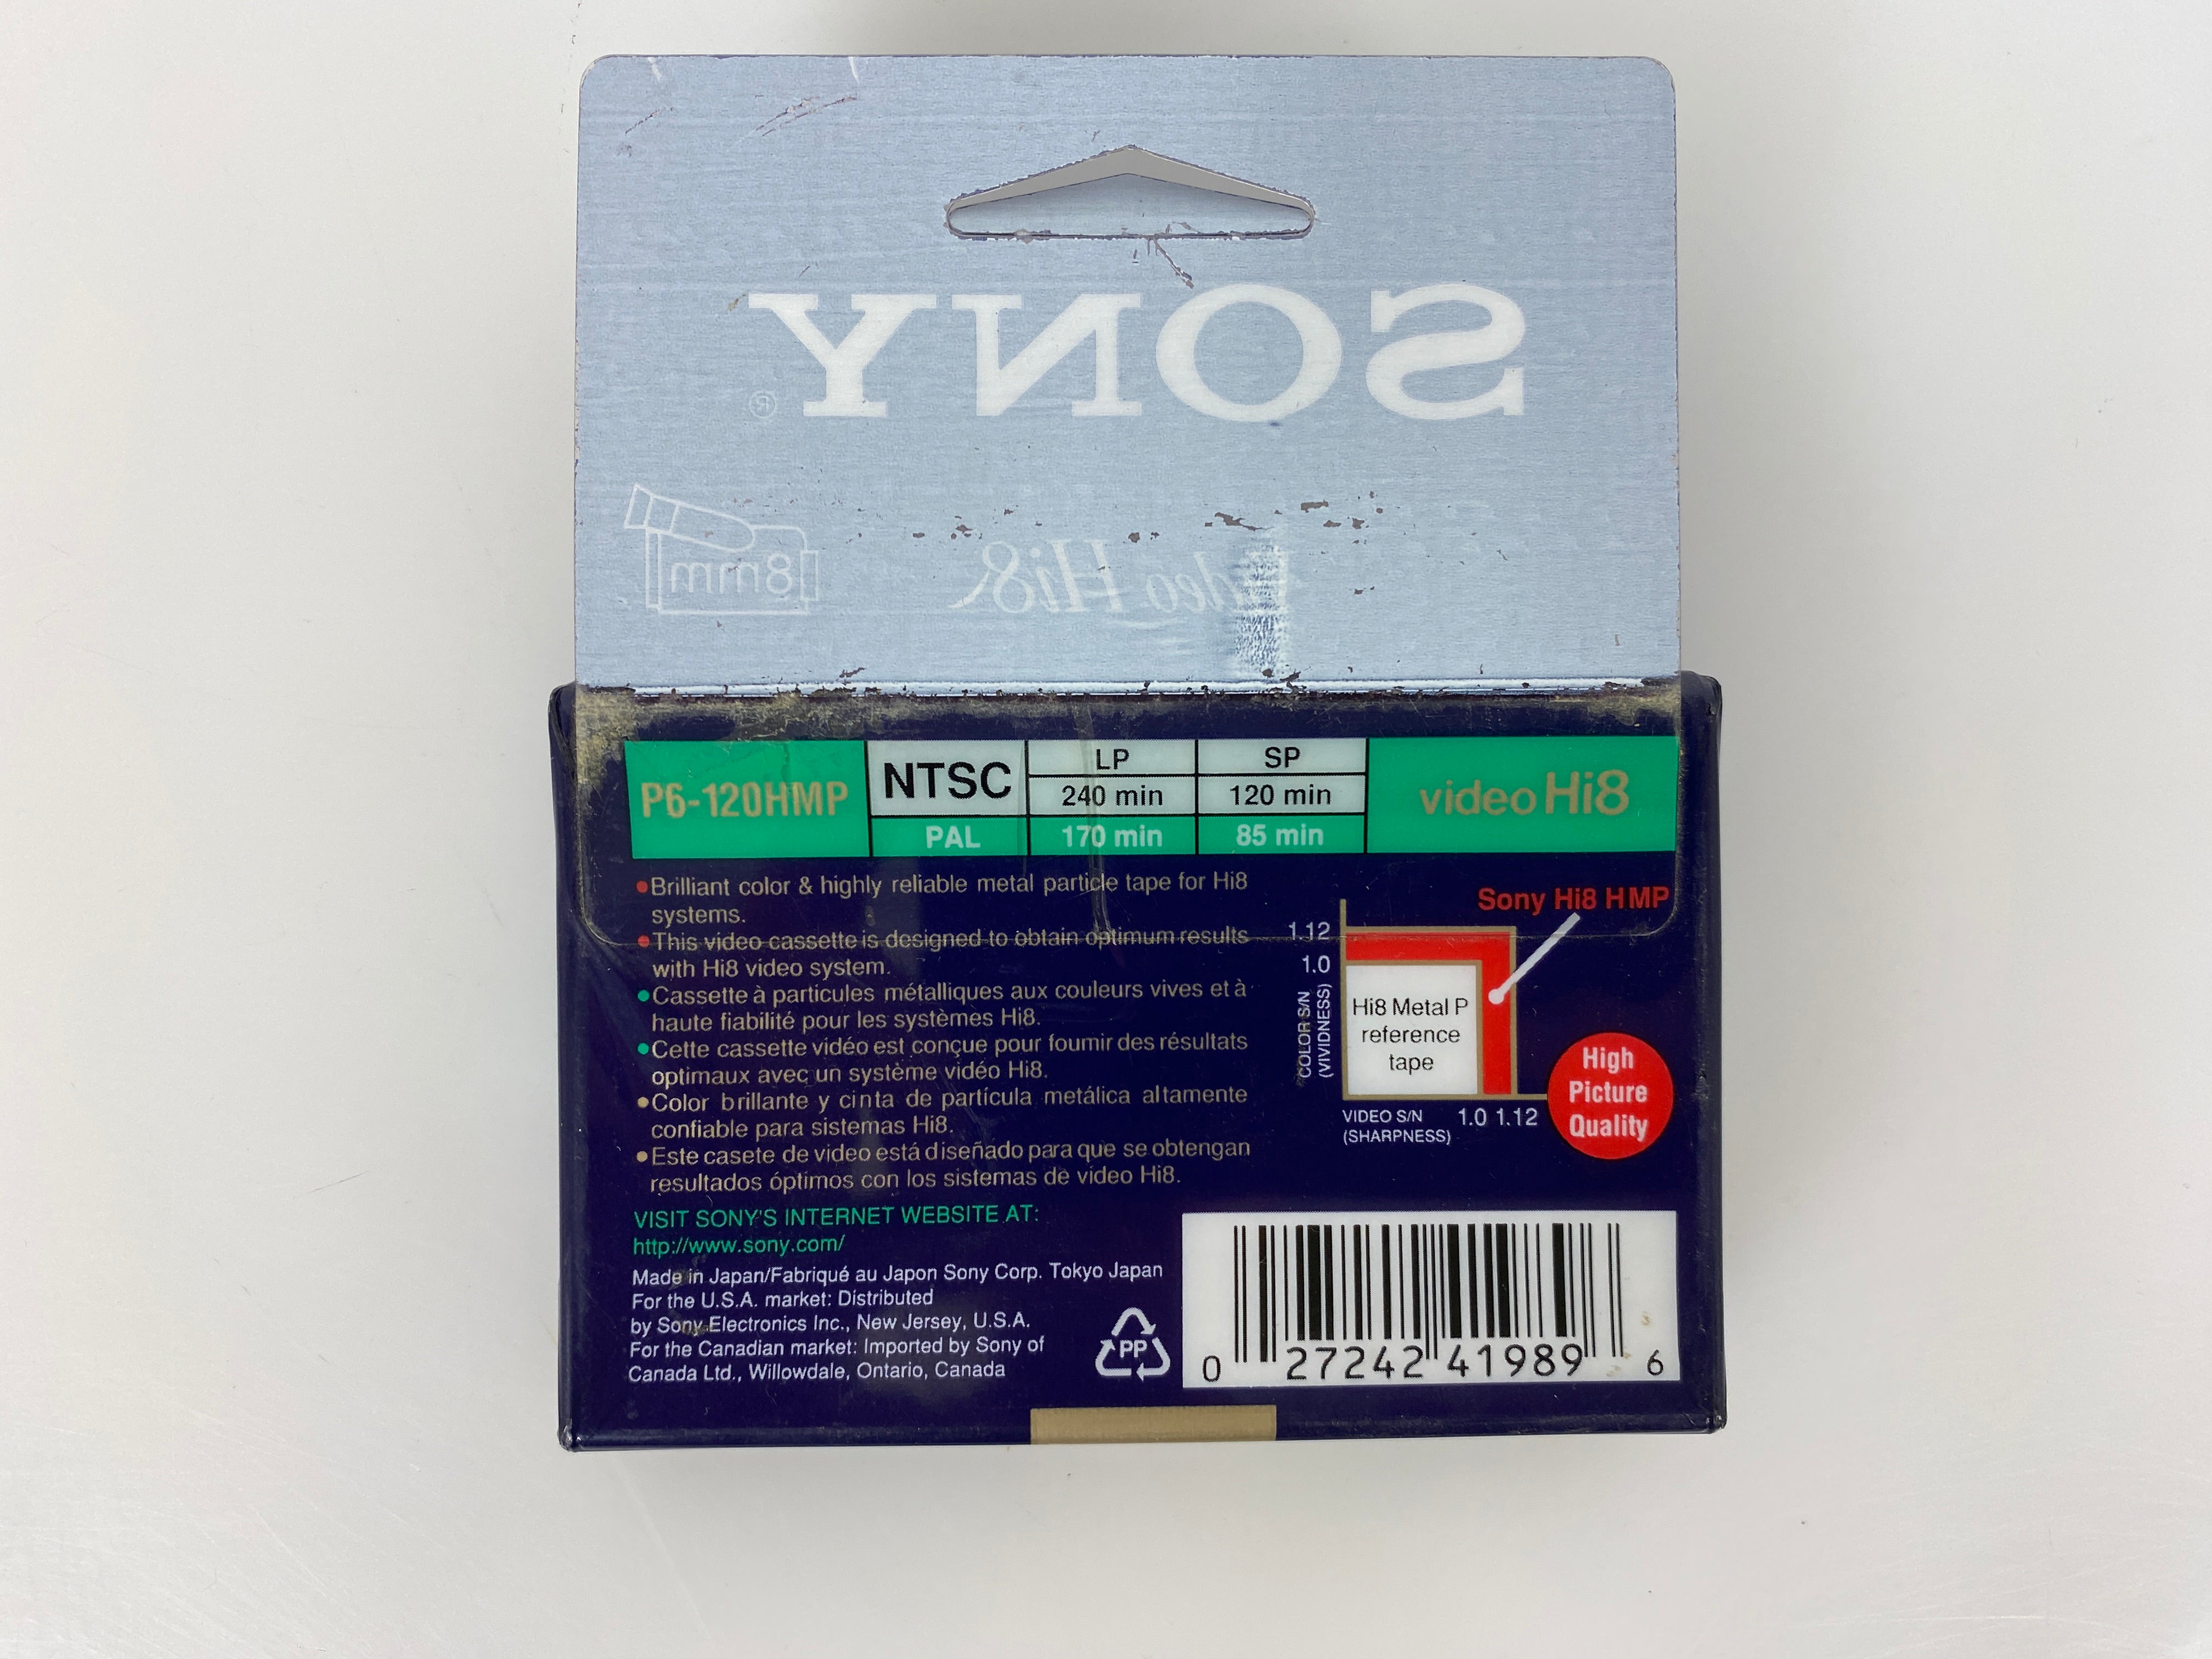 SONY
®
8mm
Video Hi8
P6-120HMP
NTSC
LP
SP
240 min
120 min
PAL
170 min
85 min
video Hi8
•Brilliant color & highly reliable metal particle tape for Hi8
systems.
•This video cassette is designed to obtain optimum results
with Hi8 video system.
•Cassette à particules métalliques aux couleurs vives et à
haute fiabilité pour les systèmes Hi8.
•Cette cassette vidéo est conçue pour fournir des résultats
optimaux avec un système vidéo Hi8.
•Color brillante y cinta de partícula metálica altamente
confiable para sistemas Hi8.
•Este casete de video está diseñado para que se obtengan
resultados óptimos con los sistemas de video Hi8.
Sony Hi8 HMP
1.12
1.0
COLOR S/N
(VIVIDNESS)
Hi8 Metal P
reference
tape
VIDEO S/N
(SHARPNESS)
1.0 1.12
High
Picture
Quality
VISIT SONY'S INTERNET WEBSITE AT:
http://www.sony.com/
Made in Japan/Fabriqué au Japon Sony Corp. Tokyo Japan
For the U.S.A. market: Distributed
by Sony Electronics Inc., New Jersey, U.S.A.
For the Canadian market: Imported by Sony of
Canada Ltd., Willowdale, Ontario, Canada
PP
0 27242 41989 6